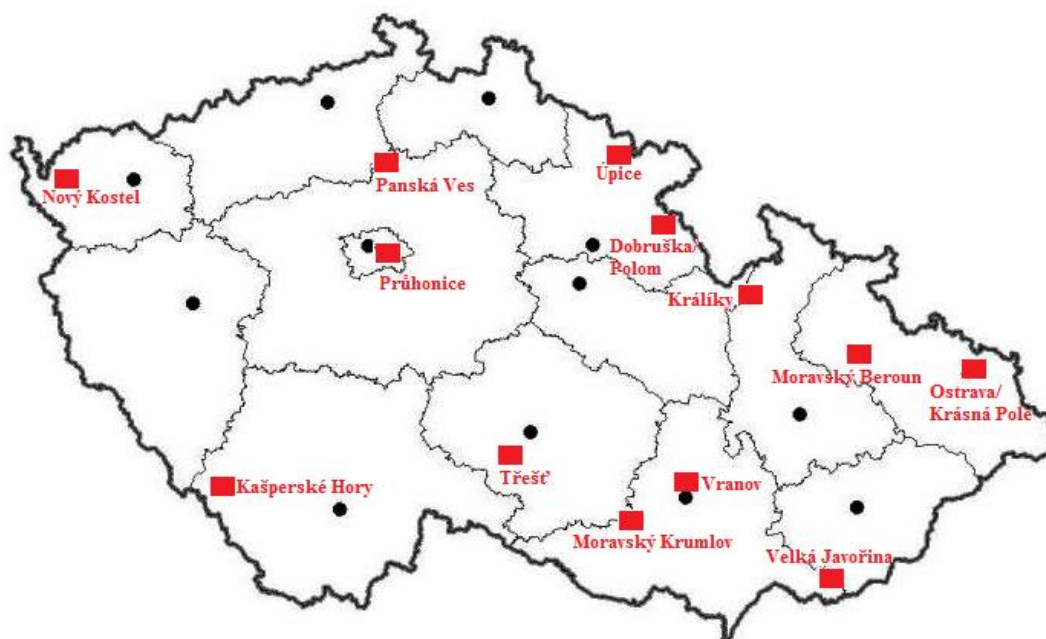 Panská Ves
Úpice
Nový Kostel
Dobruška/
Polom
Průhonice
Králíky
Moravský Beroun
Ostrava/
Krásná Pole
Třešť
Vranov
Kašperské Hory
Moravský Krumlov
Velká Javořina